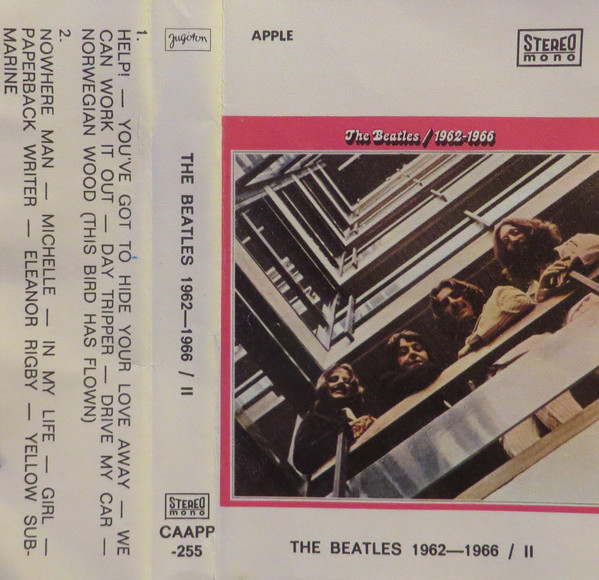 1.
HELP! — YOU'VE GOT TO HIDE YOUR LOVE AWAY — WE
CAN WORK IT OUT — DAY TRIPPER — DRIVE MY CAR —
NORWEGIAN WOOD (THIS BIRD HAS FLOWN)
2.
NOWHERE MAN — MICHELLE — IN MY LIFE — GIRL —
PAPERBACK WRITER — ELEANOR RIGBY — YELLOW SUB-
MARINE
Jugoton
THE BEATLES 1962—1966 / II
STEREO
mono
CAAPP
-255
APPLE
STEREO
mono
The Beatles / 1962-1966
THE BEATLES 1962—1966 / II